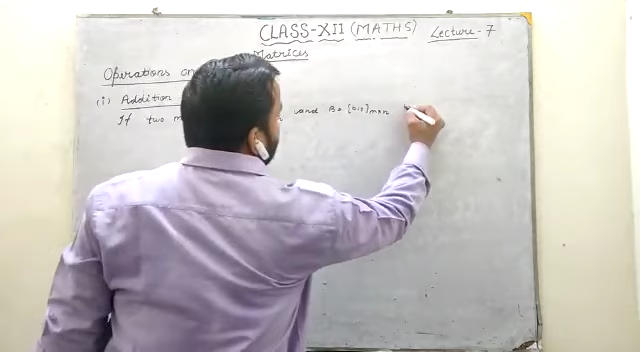 CLASS-XII (MATHS) Lecture-7
Matrices
Operations on
(i) Addition
If two m and B = [bij]m×n